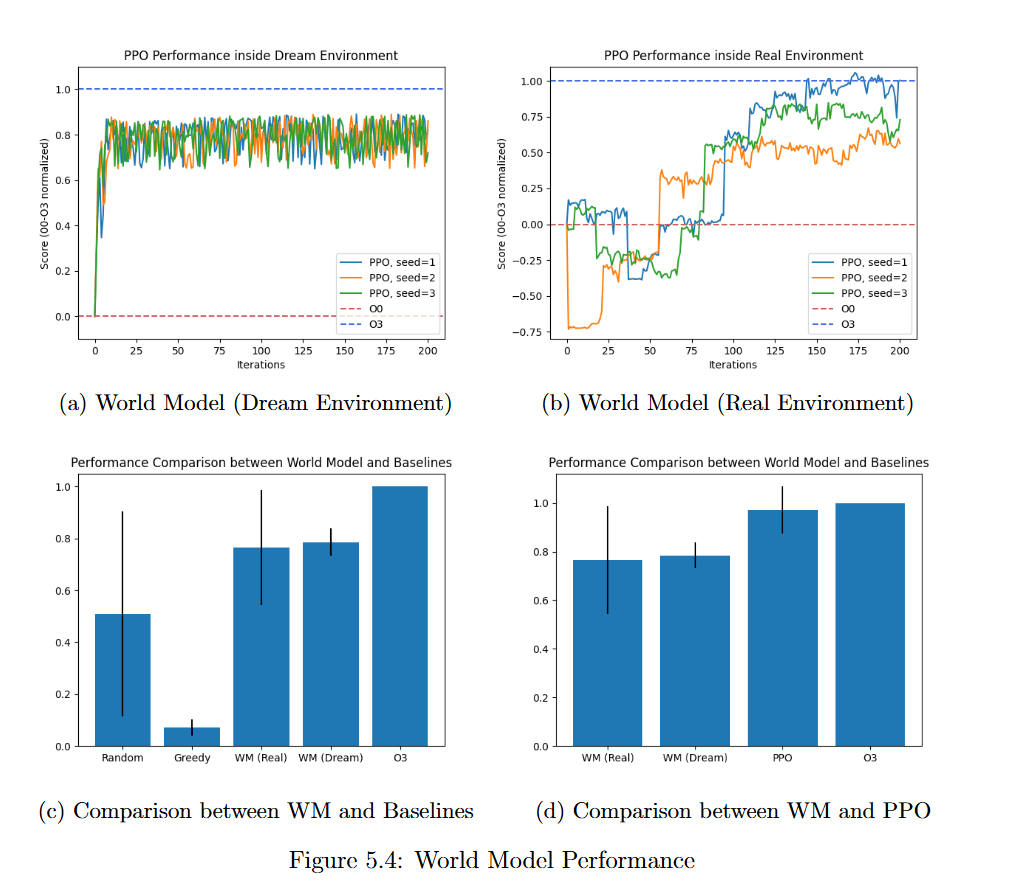 PPO Performance inside Dream Environment
Score (00-O3 normalized)
1.0
0.8
0.6
0.4
0.2
0.0
PPO, seed=1
PPO, seed=2
PPO, seed=3
O0
O3
0 25 50 75 100 125 150 175 200
Iterations
(a) World Model (Dream Environment)
PPO Performance inside Real Environment
Score (00-O3 normalized)
1.00
0.75
0.50
0.25
0.00
−0.25
−0.50
−0.75
PPO, seed=1
PPO, seed=2
PPO, seed=3
O0
O3
0 25 50 75 100 125 150 175 200
Iterations
(b) World Model (Real Environment)
Performance Comparison between World Model and Baselines
1.0
0.8
0.6
0.4
0.2
0.0
Random Greedy WM (Real) WM (Dream) O3
(c) Comparison between WM and Baselines
Performance Comparison between World Model and Baselines
1.0
0.8
0.6
0.4
0.2
0.0
WM (Real) WM (Dream) PPO O3
(d) Comparison between WM and PPO
Figure 5.4: World Model Performance